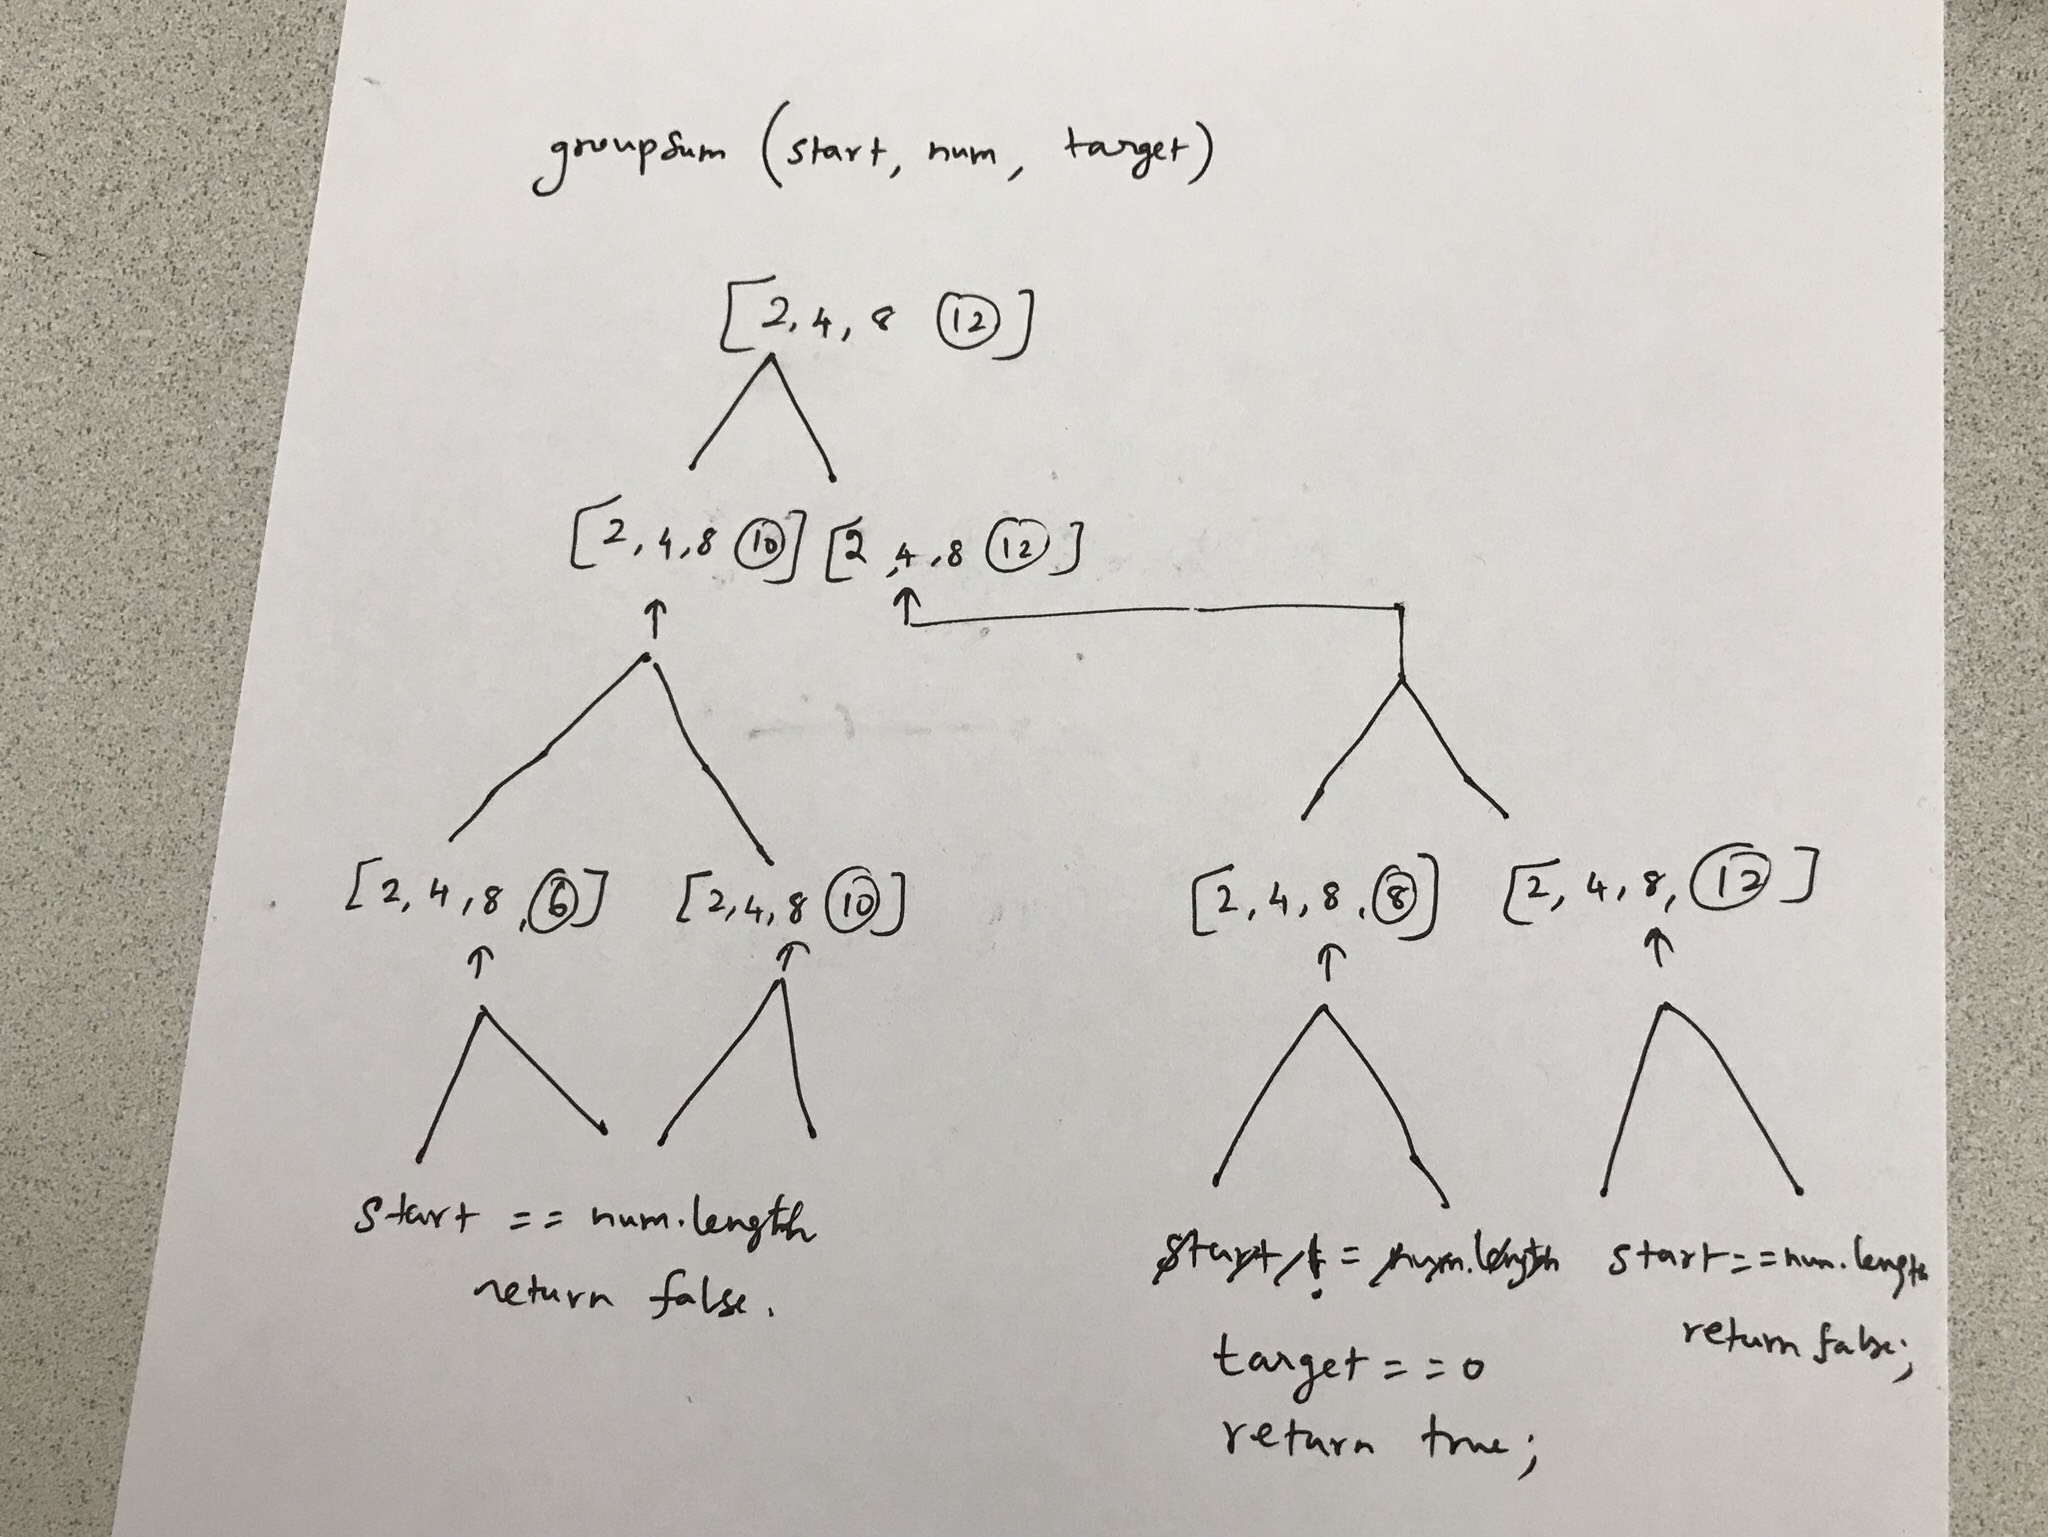 groupSum (start, num, target)
[2, 4, 8 12]
[2, 4, 8 10] [2, 4, 8 12]
[2, 4, 8, 6] [2, 4, 8 10] [2, 4, 8, 8] [2, 4, 8, 12]
start == num.length
return false.
start != num.length
target == 0
return true;
start == num.length
return false;